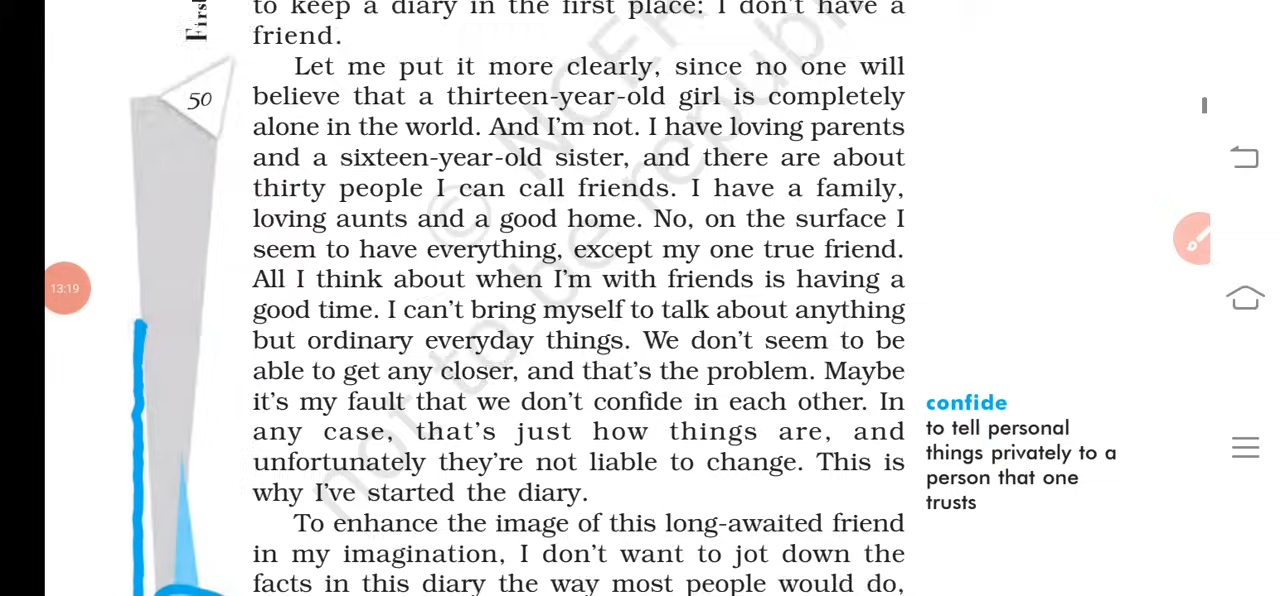 to keep a diary in the first place: I don't have a
friend.
Let me put it more clearly, since no one will
believe that a thirteen-year-old girl is completely
alone in the world. And I'm not. I have loving parents
and a sixteen-year-old sister, and there are about
thirty people I can call friends. I have a family,
loving aunts and a good home. No, on the surface I
seem to have everything, except my one true friend.
All I think about when I'm with friends is having a
good time. I can't bring myself to talk about anything
but ordinary everyday things. We don't seem to be
able to get any closer, and that's the problem. Maybe
it's my fault that we don't confide in each other. In
any case, that's just how things are, and
unfortunately they're not liable to change. This is
why I've started the diary.
To enhance the image of this long-awaited friend
in my imagination, I don't want to jot down the
facts in this diary the way most people would do,
confide
to tell personal
things privately to a
person that one
trusts
50
13:19
© NCER
not to be republi